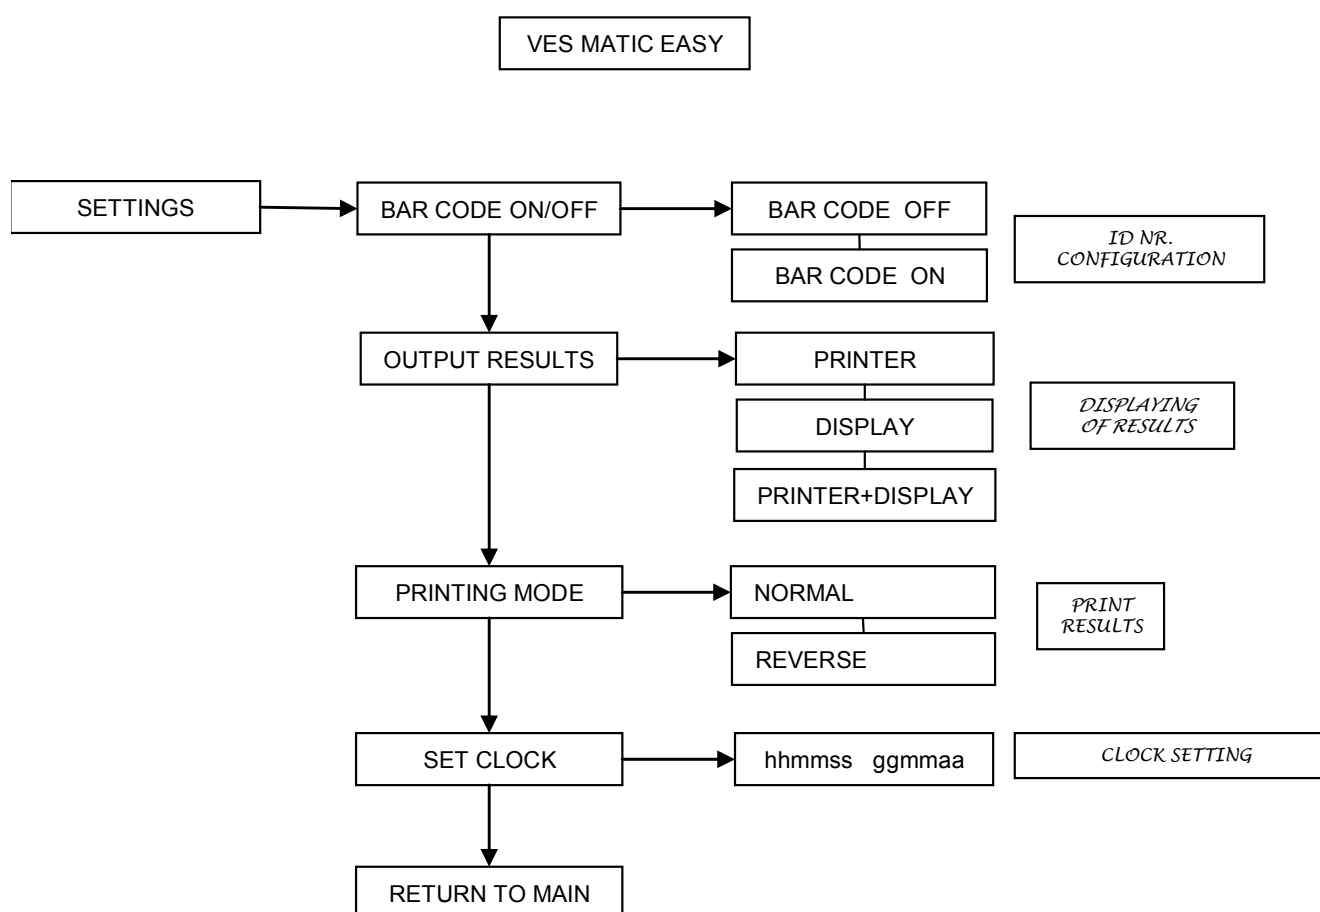 VES MATIC EASY
SETTINGS
BAR CODE ON/OFF
BAR CODE OFF
BAR CODE ON
ID NR.
CONFIGURATION
OUTPUT RESULTS
PRINTER
DISPLAY
PRINTER+DISPLAY
DISPLAYING
OF RESULTS
PRINTING MODE
NORMAL
REVERSE
PRINT
RESULTS
SET CLOCK
hhmmss ggmmaa
CLOCK SETTING
RETURN TO MAIN